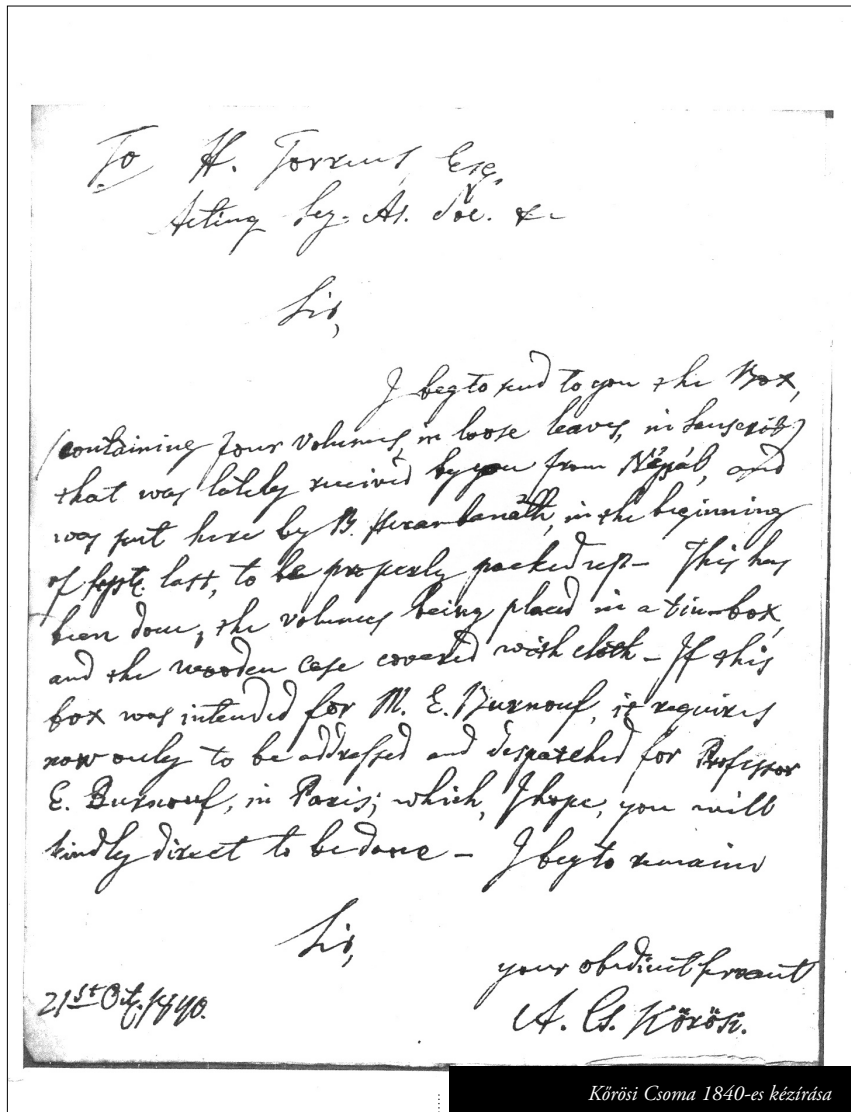 To H. Torrens, Esq.
Acting Secy. As. Soc. &c
Sir,
I beg to send to you the Box,
(containing four volumes, in loose leaves, in Sanscrit)
that was lately received by you from Népál, and
was sent here by B. Herambanáth, in the beginning
of Septr. last, to be properly packed up – This has
been done, the volumes being placed in a tin-box,
and the wooden case covered with cloth – If this
box was intended for M. E. Burnouf, it requires
now only to be addressed and despatched for Professor
E. Burnouf, in Paris; which, I hope, you will
kindly direct to be done – I beg to remain
Sir,
your obedient servant
21st Oct. 1840.
A. Cs. Kőrösi.
Kőrösi Csoma 1840-es kézírása